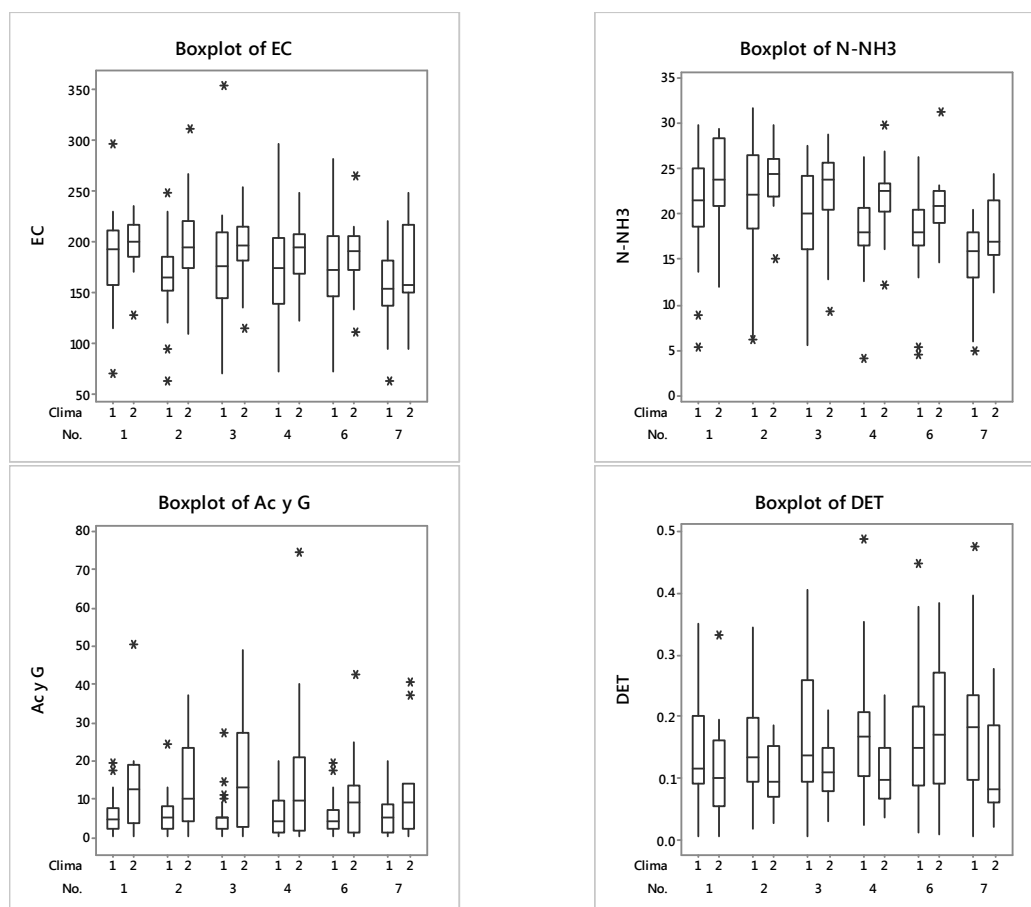 Boxplot of EC
EC
350
300
250
200
150
100
50
Clima 1 2 1 2 1 2 1 2 1 2 1 2
No. 1 2 3 4 6 7
Boxplot of N-NH3
N-NH3
35
30
25
20
15
10
5
0
Clima 1 2 1 2 1 2 1 2 1 2 1 2
No. 1 2 3 4 6 7
Boxplot of Ac y G
Ac y G
80
70
60
50
40
30
20
10
0
Clima 1 2 1 2 1 2 1 2 1 2 1 2
No. 1 2 3 4 6 7
Boxplot of DET
DET
0.5
0.4
0.3
0.2
0.1
0.0
Clima 1 2 1 2 1 2 1 2 1 2 1 2
No. 1 2 3 4 6 7